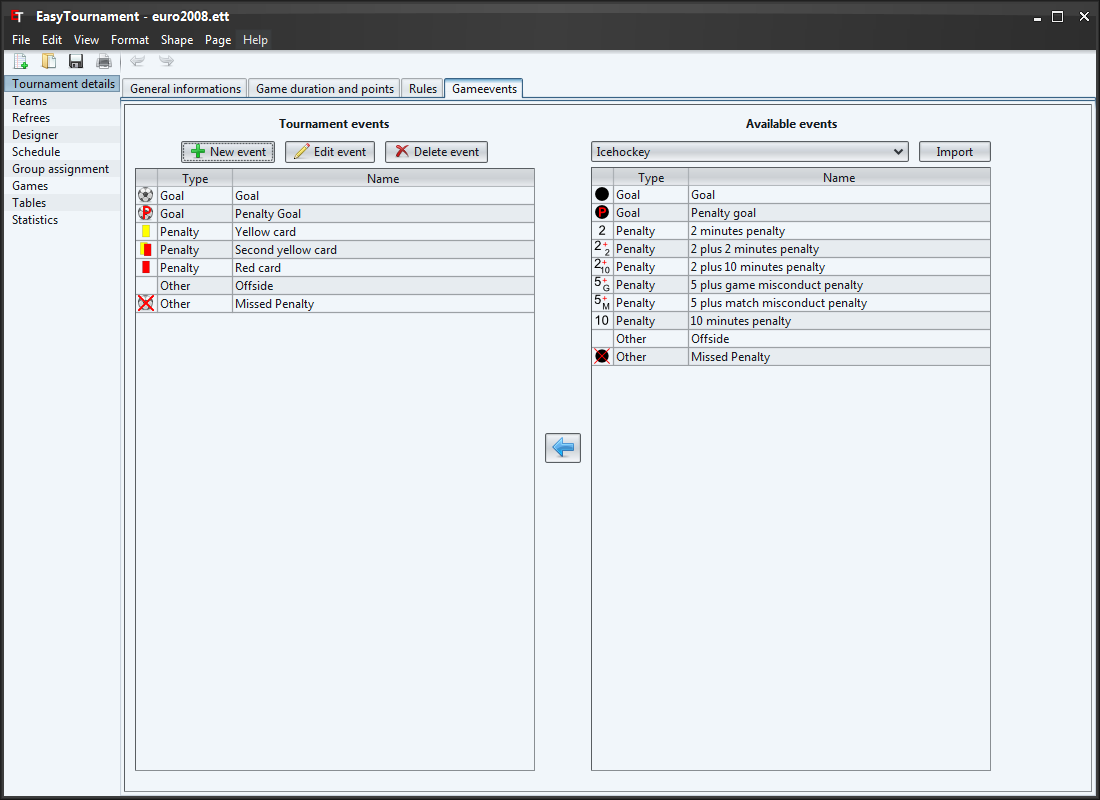 EasyTournament - euro2008.ett
File Edit View Format Shape Page Help
Tournament details
Teams
Refrees
Designer
Schedule
Group assignment
Games
Tables
Statistics
General informations Game duration and points Rules Gameevents
Tournament events
New event Edit event Delete event
Type Name
Goal Goal
P Goal Penalty Goal
Penalty Yellow card
Penalty Second yellow card
Penalty Red card
Other Offside
Other Missed Penalty
Available events
Icehockey Import
Type Name
Goal Goal
P Goal Penalty goal
2 Penalty 2 minutes penalty
2+2 Penalty 2 plus 2 minutes penalty
2+10 Penalty 2 plus 10 minutes penalty
5+G Penalty 5 plus game misconduct penalty
5+M Penalty 5 plus match misconduct penalty
10 Penalty 10 minutes penalty
Other Offside
Other Missed Penalty